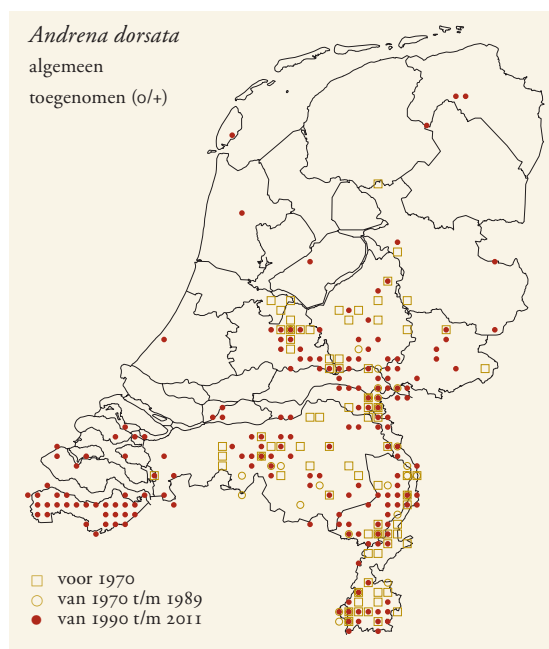 Andrena dorsata
algemeen
toegenomen (0/+)
voor 1970
van 1970 t/m 1989
van 1990 t/m 2011